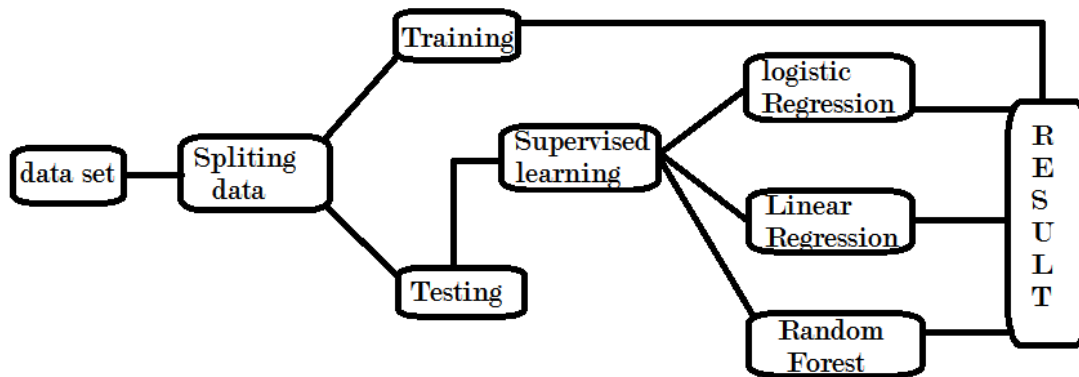 data set
Spliting
data
Training
Testing
Supervised
learning
logistic
Regression
Linear
Regression
Random
Forest
R
E
S
U
L
T